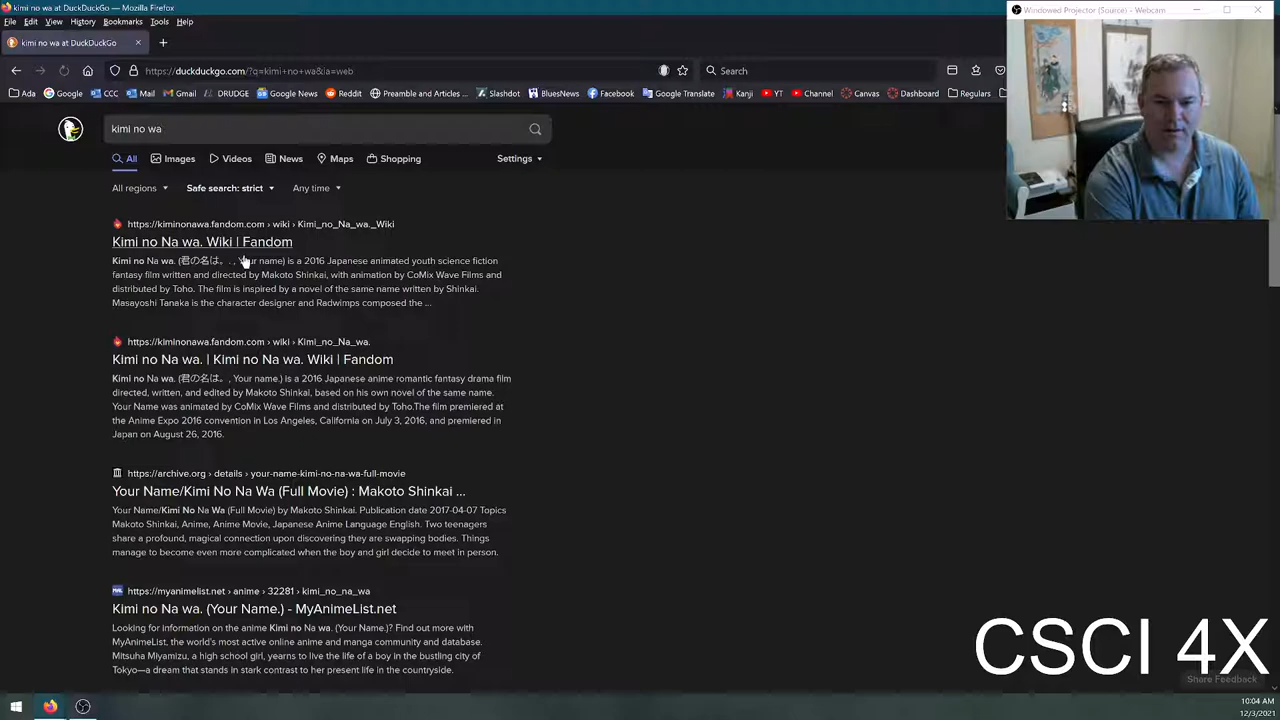 kimi no wa at DuckDuckGo — Mozilla Firefox
File Edit View History Bookmarks Tools Help
kimi no wa at DuckDuckGo
https://duckduckgo.com/?q=kimi+no+wa&ia=web
Search
Ada Google CCC Mail Gmail DRUDGE Google News Reddit Preamble and Articles ... Slashdot BluesNews Facebook Google Translate Kanji YT Channel Canvas Dashboard Regulars
Windowed Projector (Source) - Webcam
kimi no wa
All Images Videos News Maps Shopping Settings
All regions Safe search: strict Any time
https://kiminonawa.fandom.com › wiki › Kimi_no_Na_wa._Wiki
Kimi no Na wa. Wiki | Fandom
Kimi no Na wa. (君の名は。. , Your name) is a 2016 Japanese animated youth science fiction
fantasy film written and directed by Makoto Shinkai, with animation by CoMix Wave Films and
distributed by Toho. The film is inspired by a novel of the same name written by Shinkai.
Masayoshi Tanaka is the character designer and Radwimps composed the ...
https://kiminonawa.fandom.com › wiki › Kimi_no_Na_wa.
Kimi no Na wa. | Kimi no Na wa. Wiki | Fandom
Kimi no Na wa. (君の名は。, Your name.) is a 2016 Japanese anime romantic fantasy drama film
directed, written, and edited by Makoto Shinkai, based on his own novel of the same name.
Your Name was animated by CoMix Wave Films and distributed by Toho.The film premiered at
the Anime Expo 2016 convention in Los Angeles, California on July 3, 2016, and premiered in
Japan on August 26, 2016.
https://archive.org › details › your-name-kimi-no-na-wa-full-movie
Your Name/Kimi No Na Wa (Full Movie) : Makoto Shinkai ...
Your Name/Kimi No Na Wa (Full Movie) by Makoto Shinkai. Publication date 2017-04-07 Topics
Makoto Shinkai, Anime, Anime Movie, Japanese Anime Language English. Two teenagers
share a profound, magical connection upon discovering they are swapping bodies. Things
manage to become even more complicated when the boy and girl decide to meet in person.
https://myanimelist.net › anime › 32281 › kimi_no_na_wa
Kimi no Na wa. (Your Name.) - MyAnimeList.net
Looking for information on the anime Kimi no Na wa. (Your Name.)? Find out more with
MyAnimeList, the world's most active online anime and manga community and database.
Mitsuha Miyamizu, a high school girl, yearns to live the life of a boy in the bustling city of
Tokyo—a dream that stands in stark contrast to her present life in the countryside.
CSCI 4X
Share Feedback
10:04 AM
12/3/2021